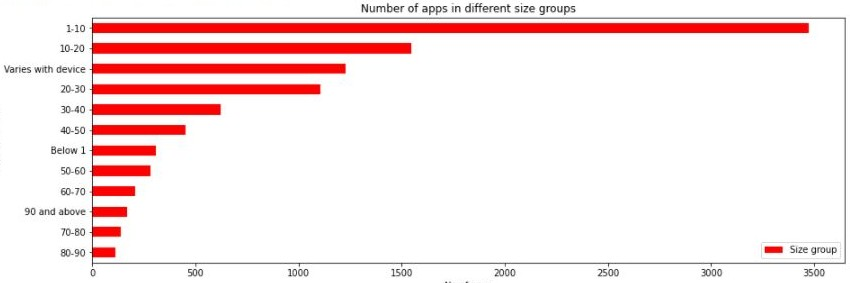 Number of apps in different size groups
1-10
10-20
Varies with device
20-30
30-40
40-50
Below 1
50-60
60-70
90 and above
70-80
80-90
Size group
0 500 1000 1500 2000 2500 3000 3500